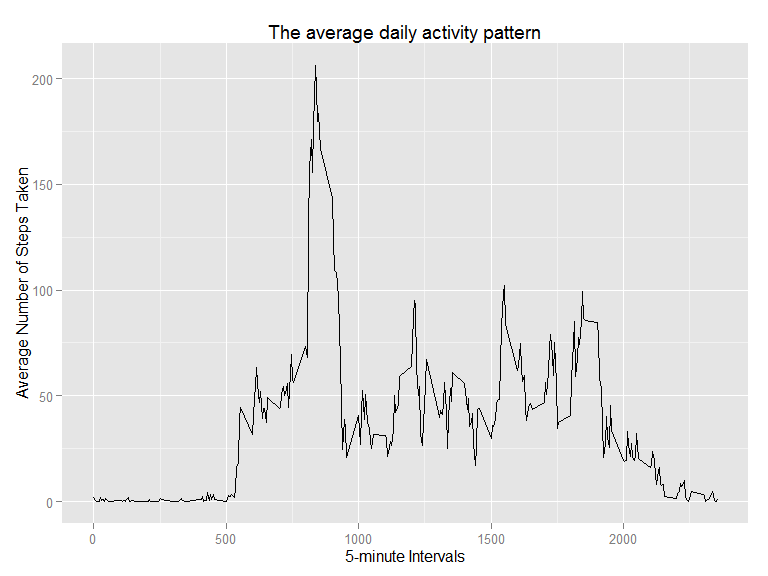 The average daily activity pattern
Average Number of Steps Taken
200
150
100
50
0
0 500 1000 1500 2000
5-minute Intervals